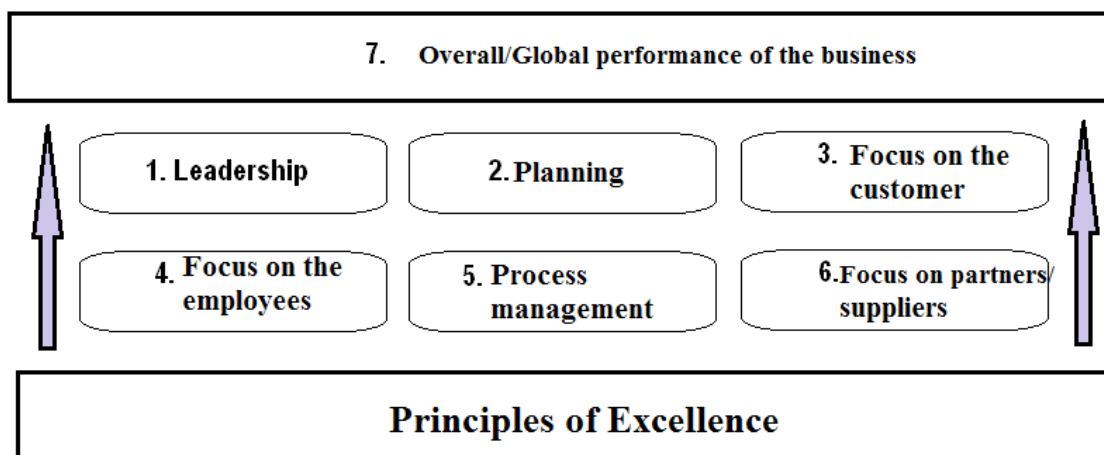 7. Overall/Global performance of the business
1. Leadership
2. Planning
3. Focus on the
customer
4. Focus on the
employees
5. Process
management
6. Focus on partners/
suppliers
Principles of Excellence